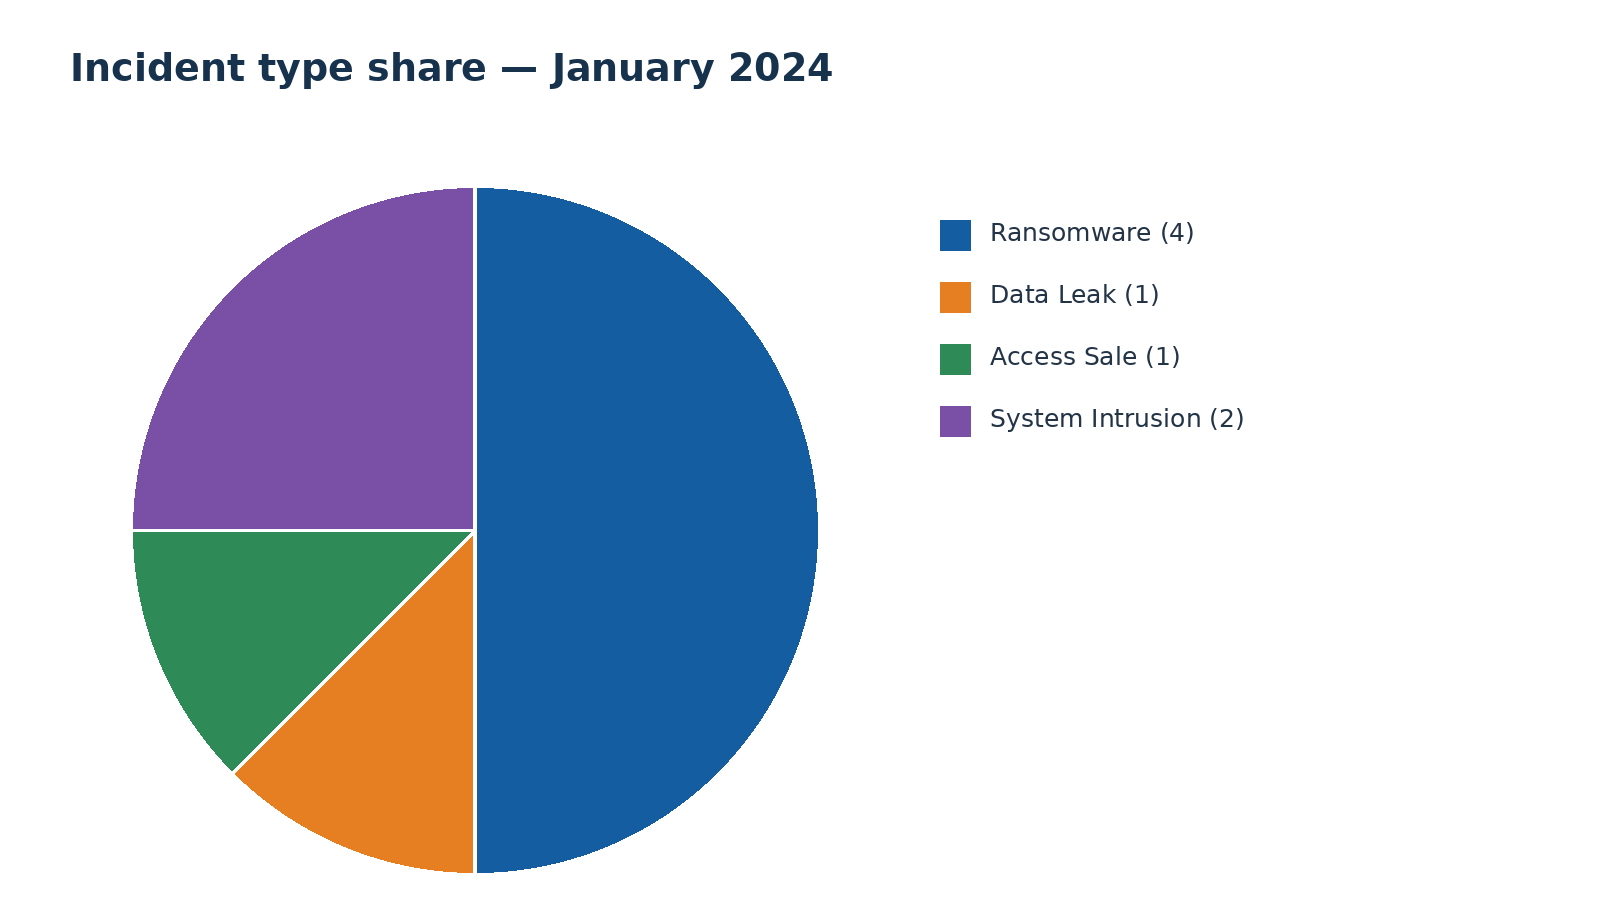 Incident type share — January 2024
Ransomware (4)
Data Leak (1)
Access Sale (1)
System Intrusion (2)